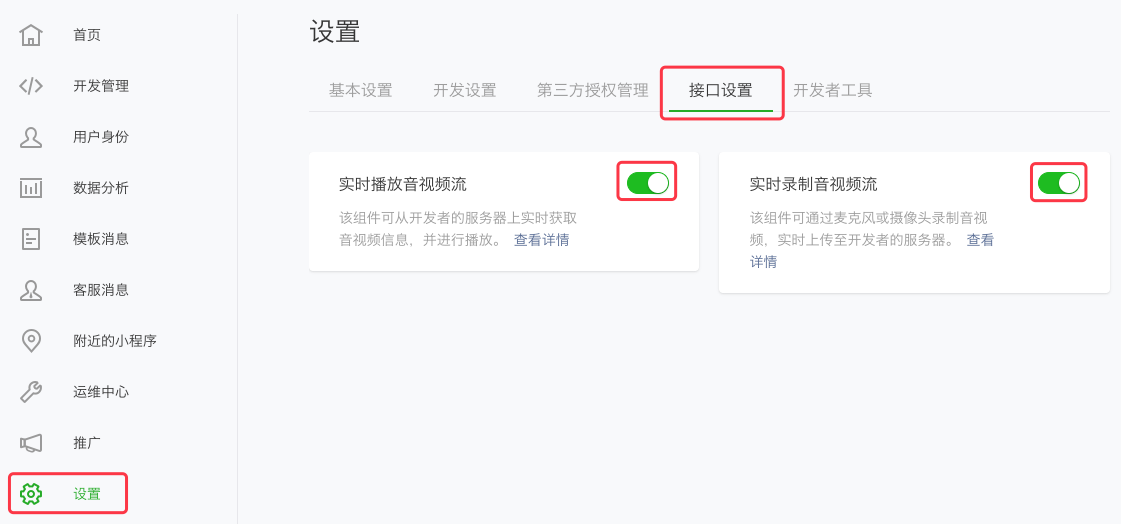 首页
开发管理
用户身份
数据分析
模板消息
客服消息
附近的小程序
运维中心
推广
设置
设置
基本设置
开发设置
第三方授权管理
接口设置
开发者工具
实时播放音视频流
该组件可从开发者的服务器上实时获取
音视频信息，并进行播放。 查看详情
实时录制音视频流
该组件可通过麦克风或摄像头录制音视
频，实时上传至开发者的服务器。 查看
详情